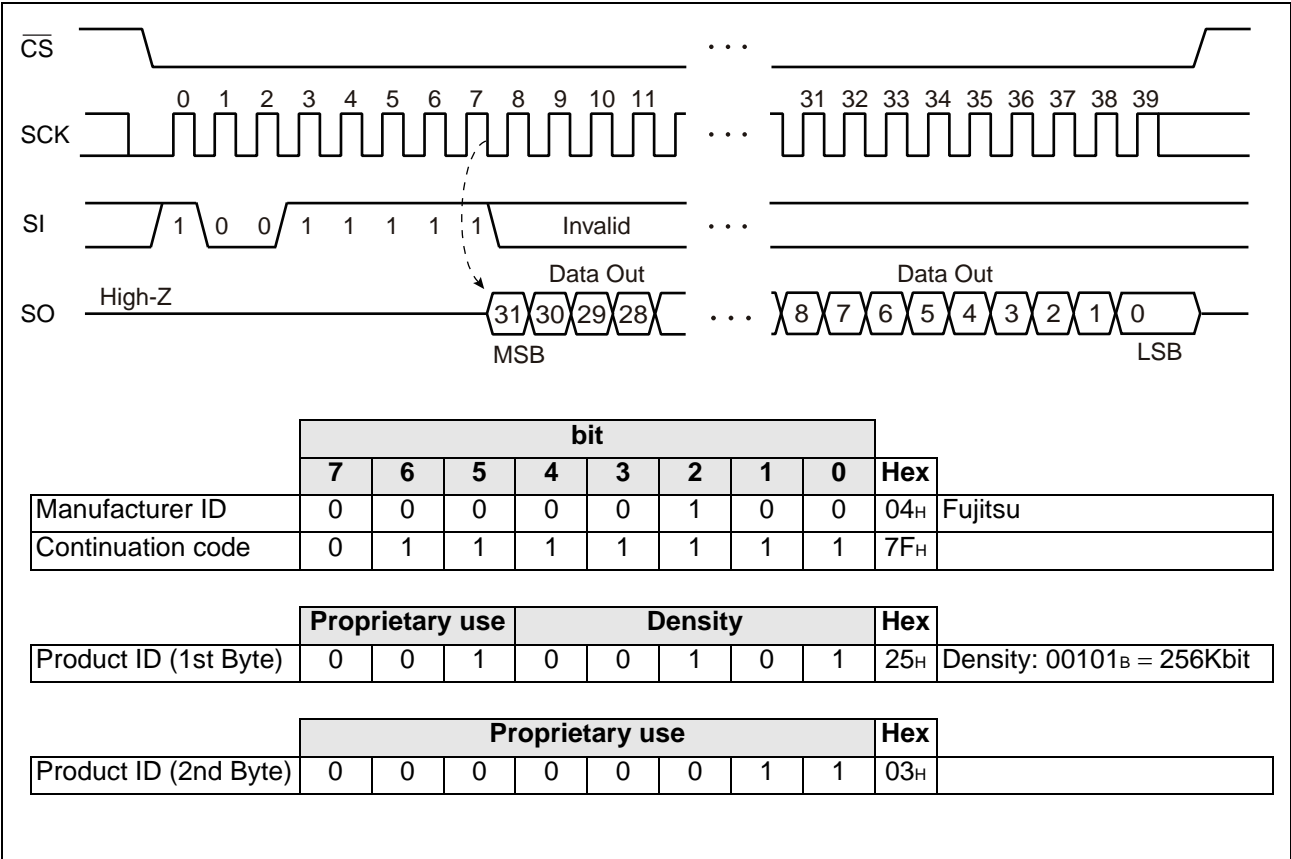 CS
· · ·
0 1 2 3 4 5 6 7 8 9 10 11 31 32 33 34 35 36 37 38 39
SCK
· · ·
SI 1 0 0 1 1 1 1 1 Invalid · · ·
Data Out Data Out
High-Z
SO 31 30 29 28 · · · 8 7 6 5 4 3 2 1 0
MSB LSB
bit
7 6 5 4 3 2 1 0 Hex
Manufacturer ID 0 0 0 0 0 1 0 0 04H Fujitsu
Continuation code 0 1 1 1 1 1 1 1 7FH
Proprietary use Density Hex
Product ID (1st Byte) 0 0 1 0 0 1 0 1 25H Density: 00101B = 256Kbit
Proprietary use Hex
Product ID (2nd Byte) 0 0 0 0 0 0 1 1 03H